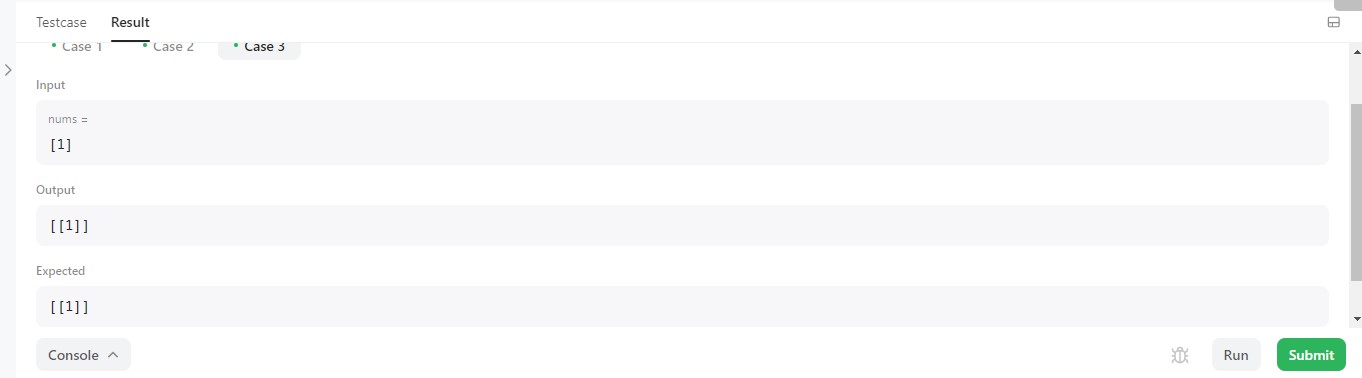 Testcase Result
Case 1 Case 2 Case 3
Input
nums =
[1]
Output
[[1]]
Expected
[[1]]
Console Run Submit